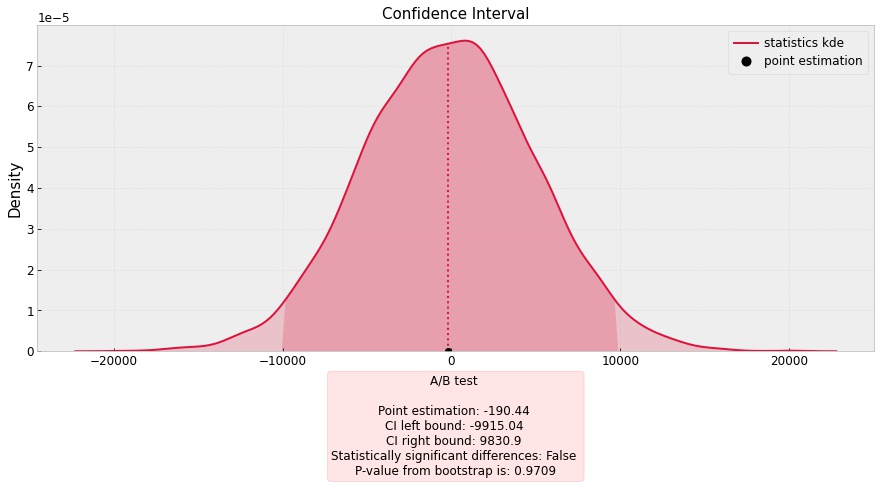 Confidence Interval
1e−5
statistics kde
point estimation
Density
7
6
5
4
3
2
1
0
−20000
−10000
0
10000
20000
A/B test
Point estimation: -190.44
CI left bound: -9915.04
CI right bound: 9830.9
Statistically significant differences: False
P-value from bootstrap is: 0.9709